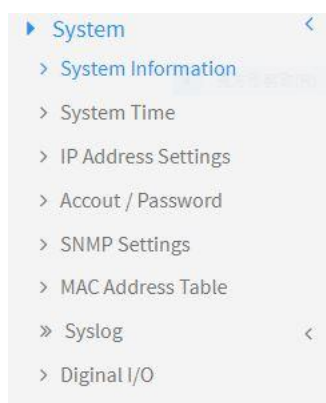 System
System Information
System Time
IP Address Settings
Accout / Password
SNMP Settings
MAC Address Table
Syslog
Diginal I/O